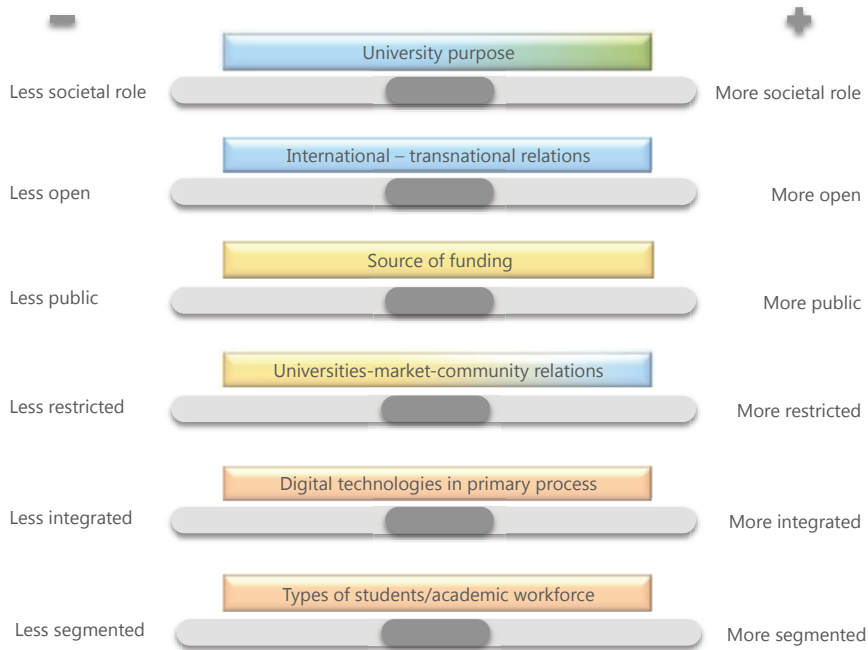 University purpose
Less societal role
More societal role
International – transnational relations
Less open
More open
Source of funding
Less public
More public
Universities-market-community relations
Less restricted
More restricted
Digital technologies in primary process
Less integrated
More integrated
Types of students/academic workforce
Less segmented
More segmented